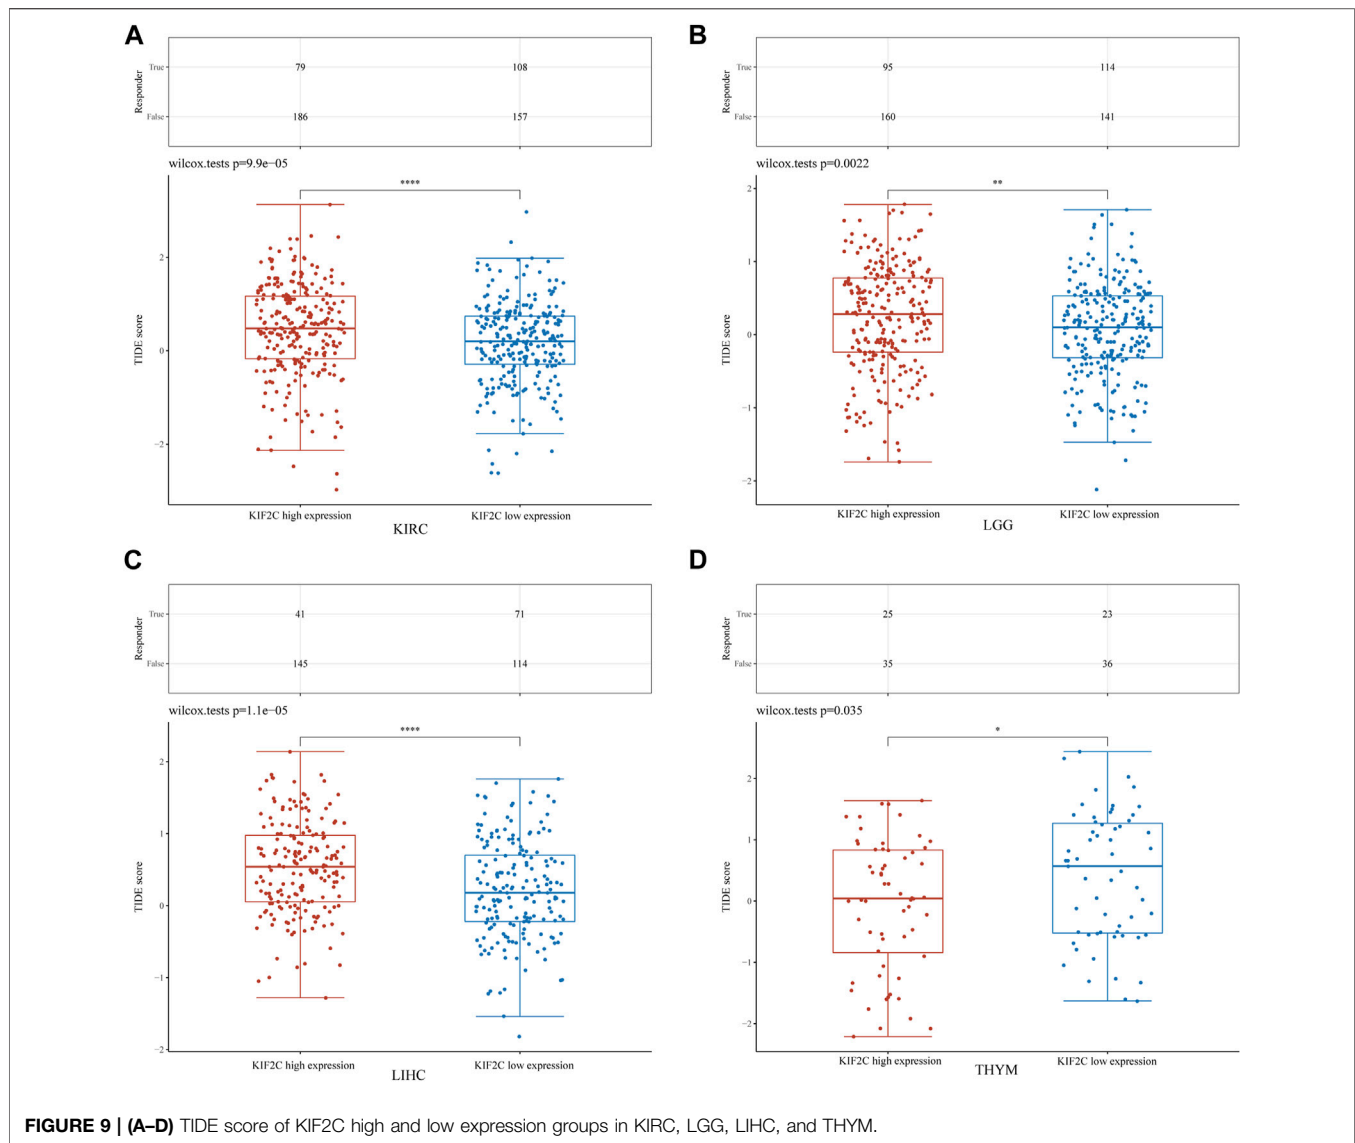 A
Responder
True 79 108
False 186 157
wilcox.tests p=9.9e−05
****
TIDE score
2
0
−2
KIF2C high expression KIF2C low expression
KIRC
B
Responder
True 95 114
False 160 141
wilcox.tests p=0.0022
**
TIDE score
2
1
0
−1
−2
KIF2C high expression KIF2C low expression
LGG
C
Responder
True 41 71
False 145 114
wilcox.tests p=1.1e−05
****
TIDE score
2
1
0
−1
−2
KIF2C high expression KIF2C low expression
LIHC
D
Responder
True 25 23
False 35 36
wilcox.tests p=0.035
*
TIDE score
2
1
0
−1
−2
KIF2C high expression KIF2C low expression
THYM
FIGURE 9 | (A–D) TIDE score of KIF2C high and low expression groups in KIRC, LGG, LIHC, and THYM.